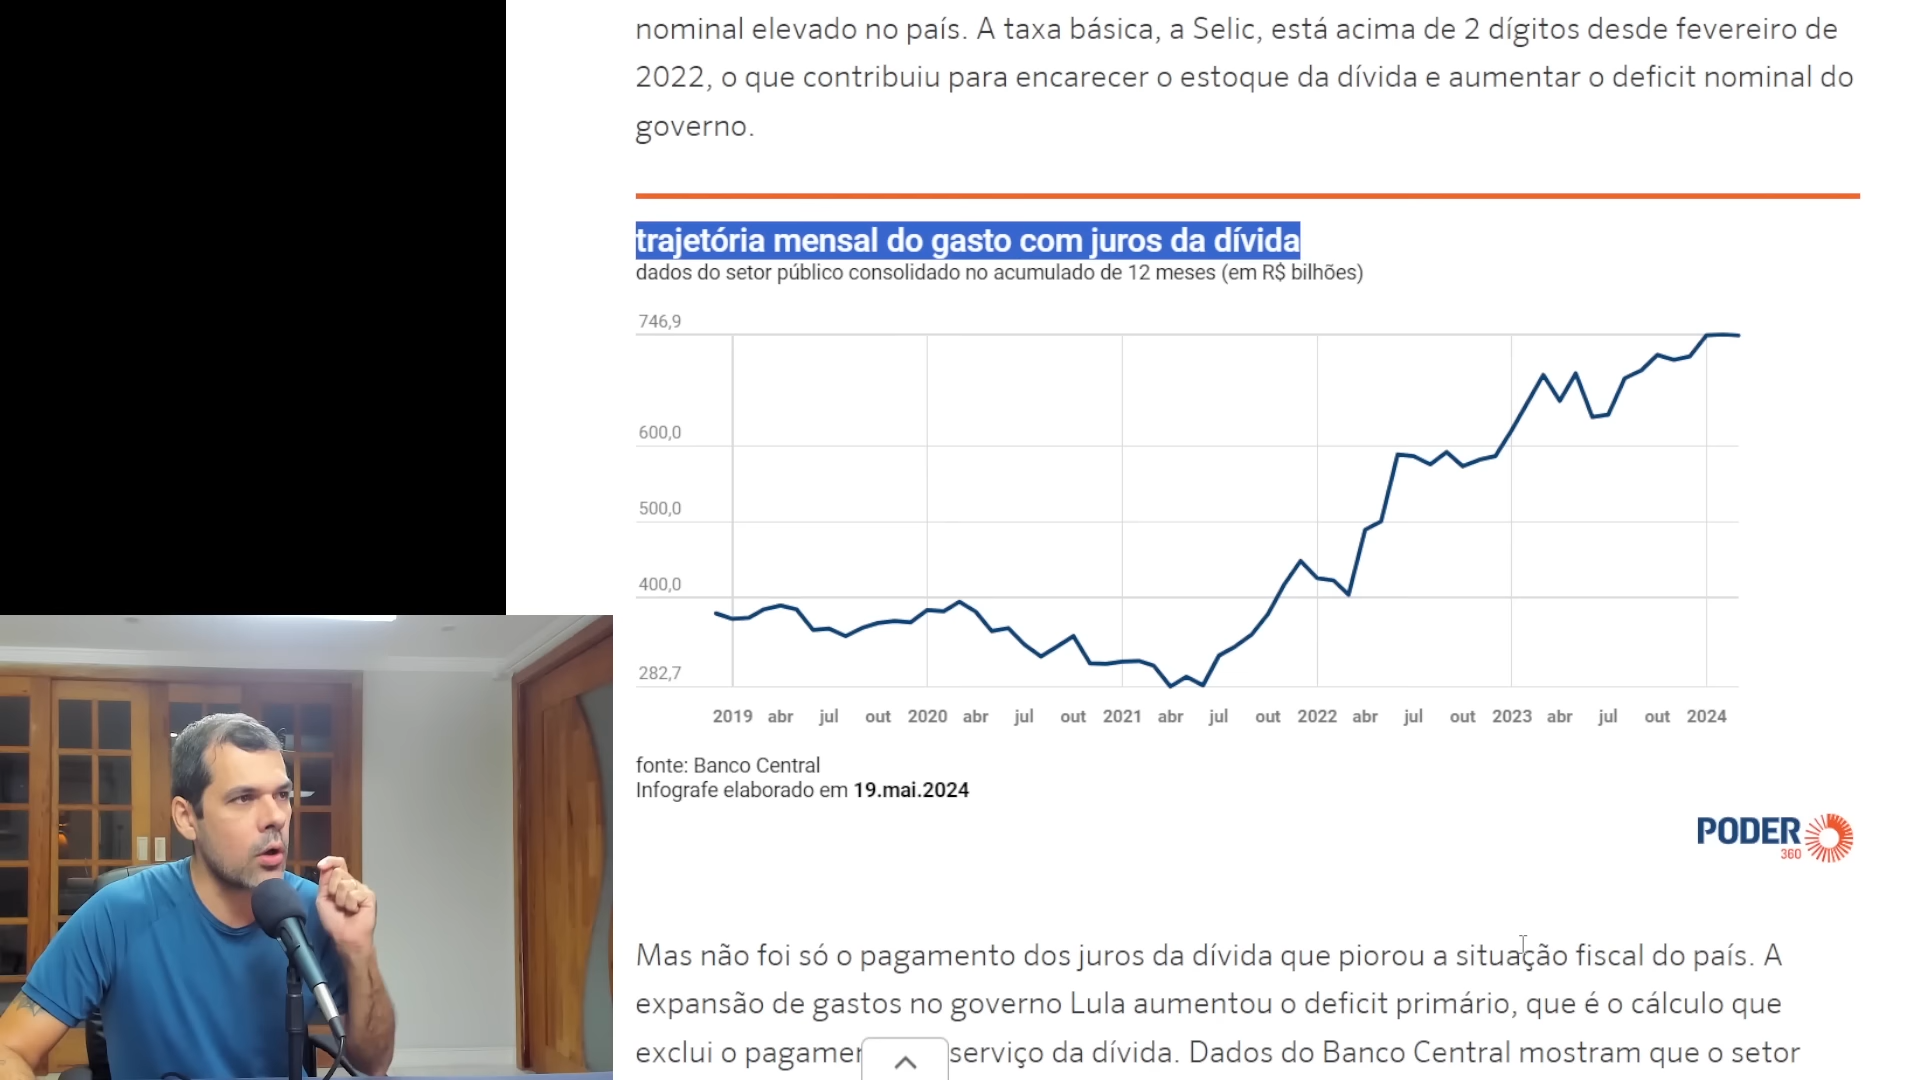 nominal elevado no país. A taxa básica, a Selic, está acima de 2 dígitos desde fevereiro de
2022, o que contribuiu para encarecer o estoque da dívida e aumentar o deficit nominal do
governo.
trajetória mensal do gasto com juros da dívida
dados do setor público consolidado no acumulado de 12 meses (em R$ bilhões)
746,9
600,0
500,0
400,0
282,7
2019 abr jul out 2020 abr jul out 2021 abr jul out 2022 abr jul out 2023 abr jul out 2024
fonte: Banco Central
Infografe elaborado em 19.mai.2024
PODER
360
Mas não foi só o pagamento dos juros da dívida que piorou a situação fiscal do país. A
expansão de gastos no governo Lula aumentou o deficit primário, que é o cálculo que
exclui o pagamen serviço da dívida. Dados do Banco Central mostram que o setor